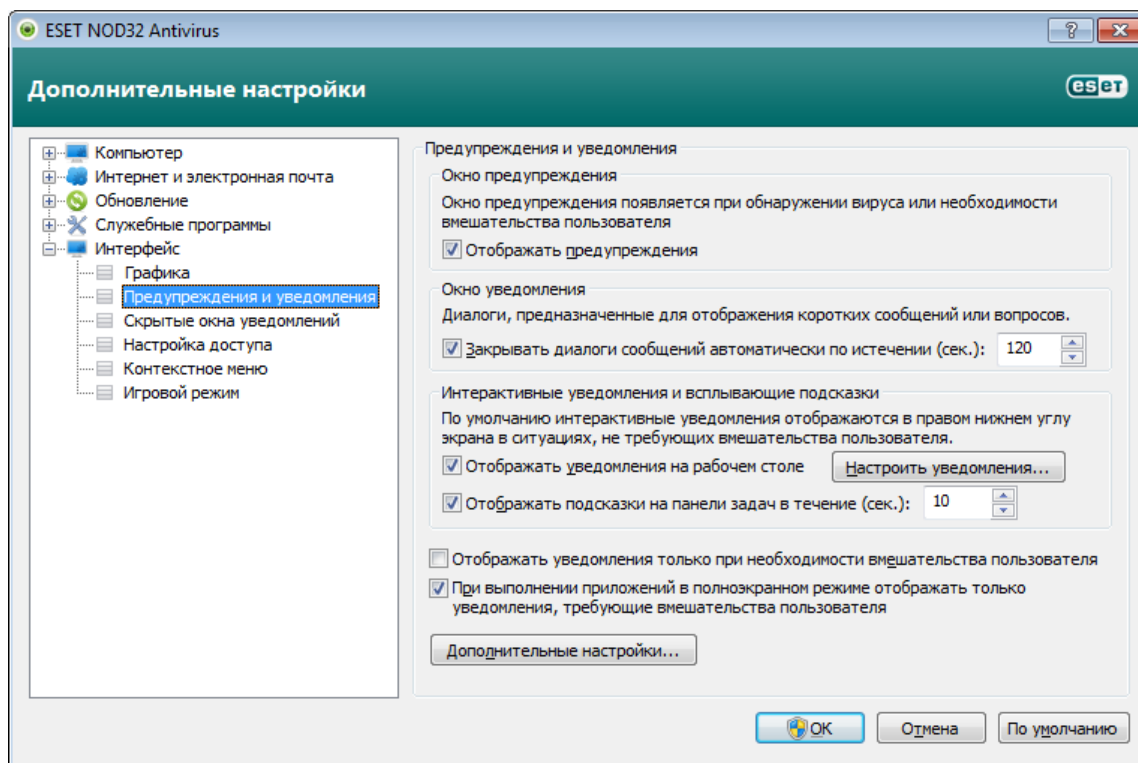 ESET NOD32 Antivirus
Дополнительные настройки
eset
Компьютер
Интернет и электронная почта
Обновление
Служебные программы
Интерфейс
Графика
Предупреждения и уведомления
Скрытые окна уведомлений
Настройка доступа
Контекстное меню
Игровой режим
Предупреждения и уведомления
Окно предупреждения
Окно предупреждения появляется при обнаружении вируса или необходимости
вмешательства пользователя
Отображать предупреждения
Окно уведомления
Диалоги, предназначенные для отображения коротких сообщений или вопросов.
Закрывать диалоги сообщений автоматически по истечении (сек.): 120
Интерактивные уведомления и всплывающие подсказки
По умолчанию интерактивные уведомления отображаются в правом нижнем углу
экрана в ситуациях, не требующих вмешательства пользователя.
Отображать уведомления на рабочем столе Настроить уведомления...
Отображать подсказки на панели задач в течение (сек.): 10
Отображать уведомления только при необходимости вмешательства пользователя
При выполнении приложений в полноэкранном режиме отображать только
уведомления, требующие вмешательства пользователя
Дополнительные настройки...
OK Отмена По умолчанию